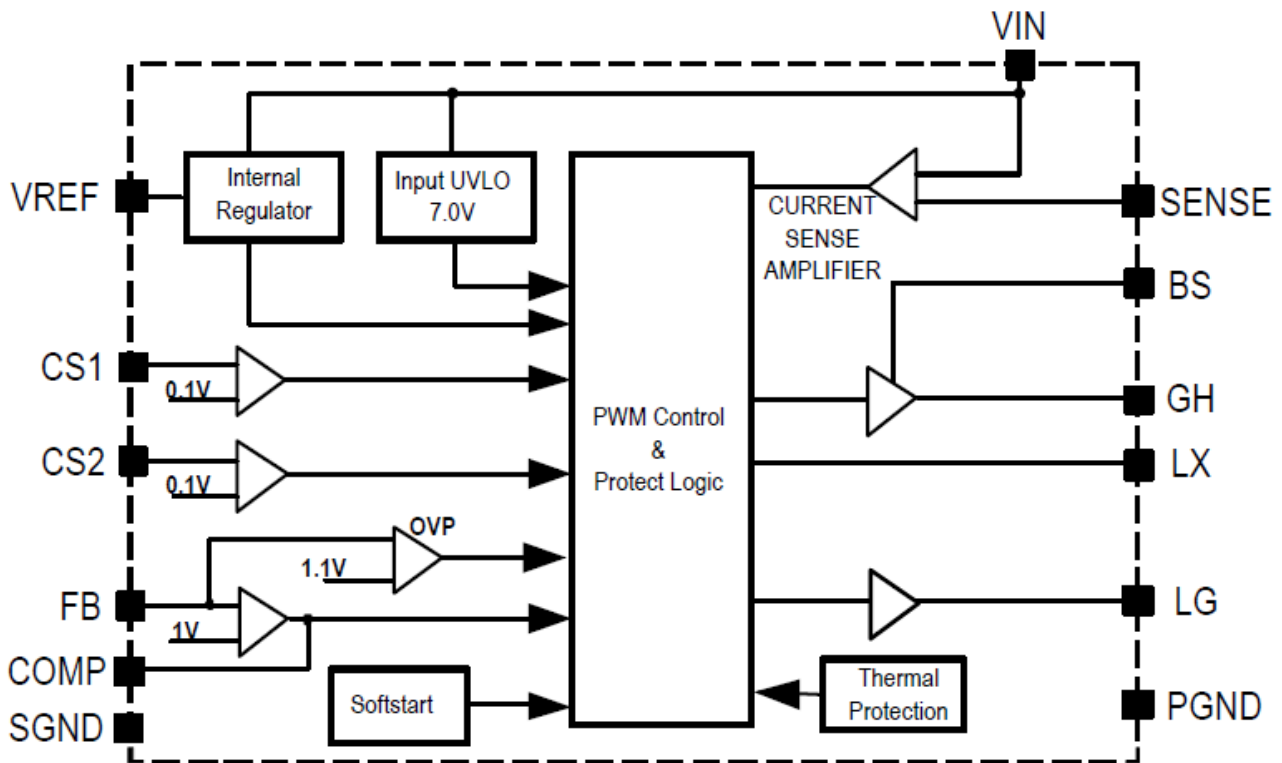 VIN
VREF
Internal
Regulator
Input UVLO
7.0V
CURRENT
SENSE
AMPLIFIER
SENSE
BS
CS1
0.1V
GH
PWM Control
&
Protect Logic
CS2
0.1V
LX
OVP
1.1V
FB
1V
LG
COMP
Softstart
Thermal
Protection
SGND
PGND